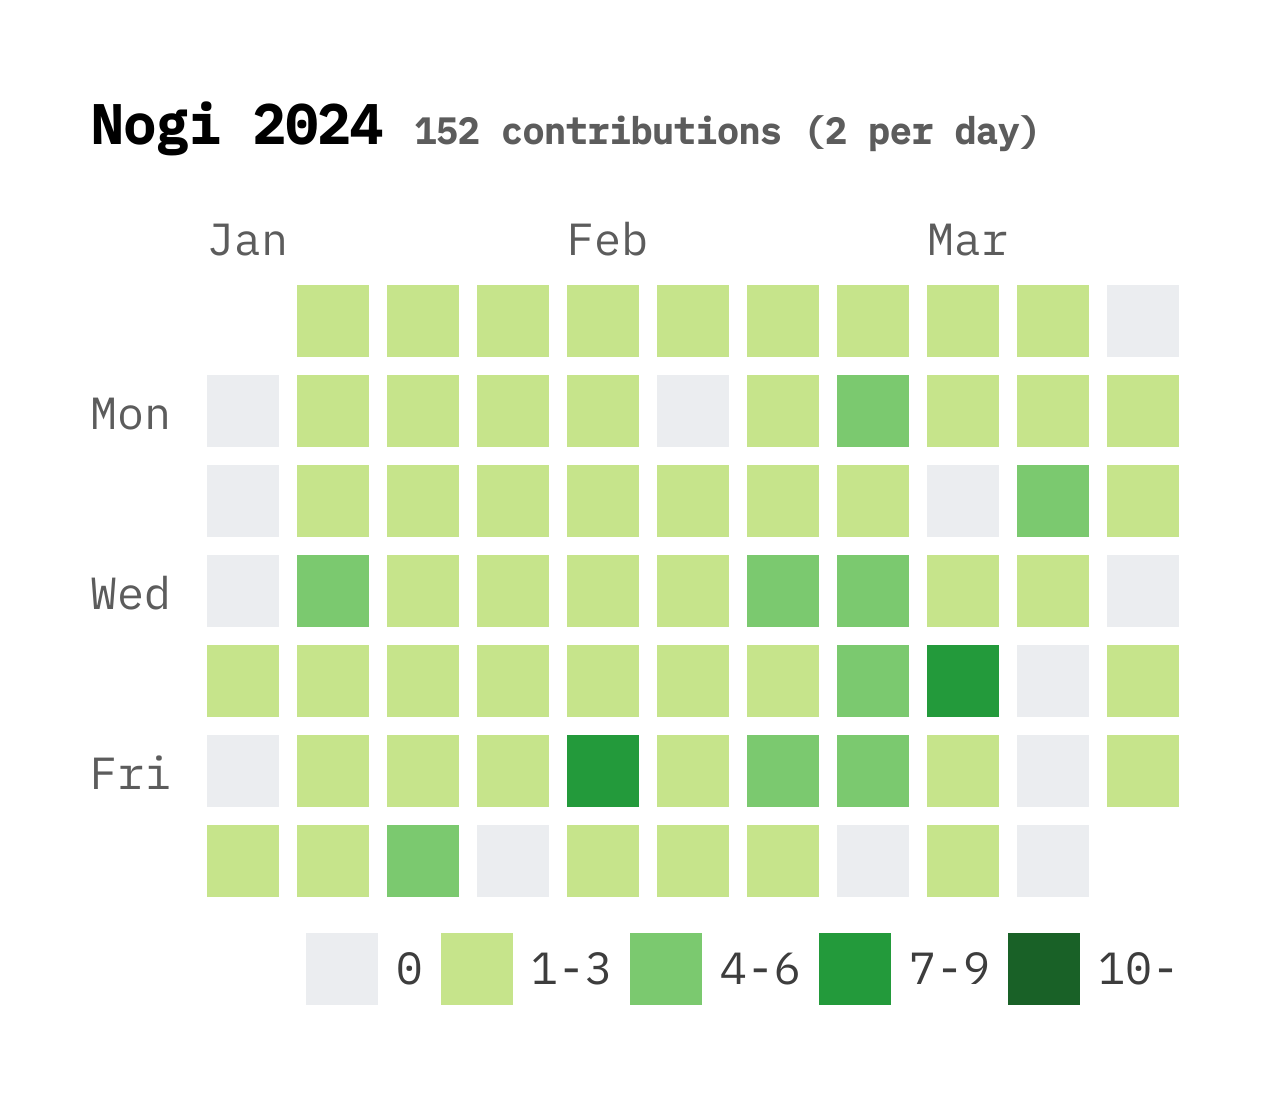 Nogi 2024 152 contributions (2 per day)
Jan Feb Mar
Mon
Wed
Fri
0 1-3 4-6 7-9 10-